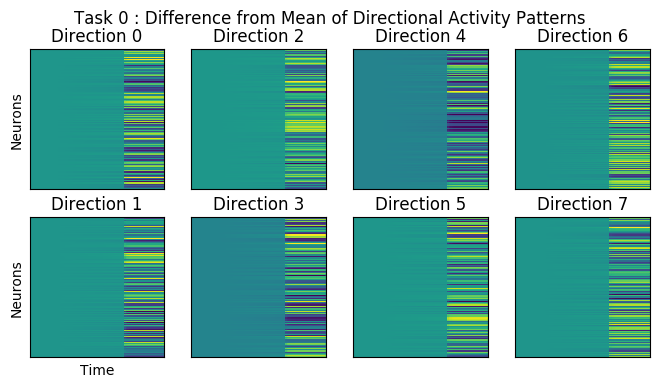 Task 0 : Difference from Mean of Directional Activity Patterns
Direction 0
Direction 2
Direction 4
Direction 6
Neurons
Direction 1
Direction 3
Direction 5
Direction 7
Neurons
Time